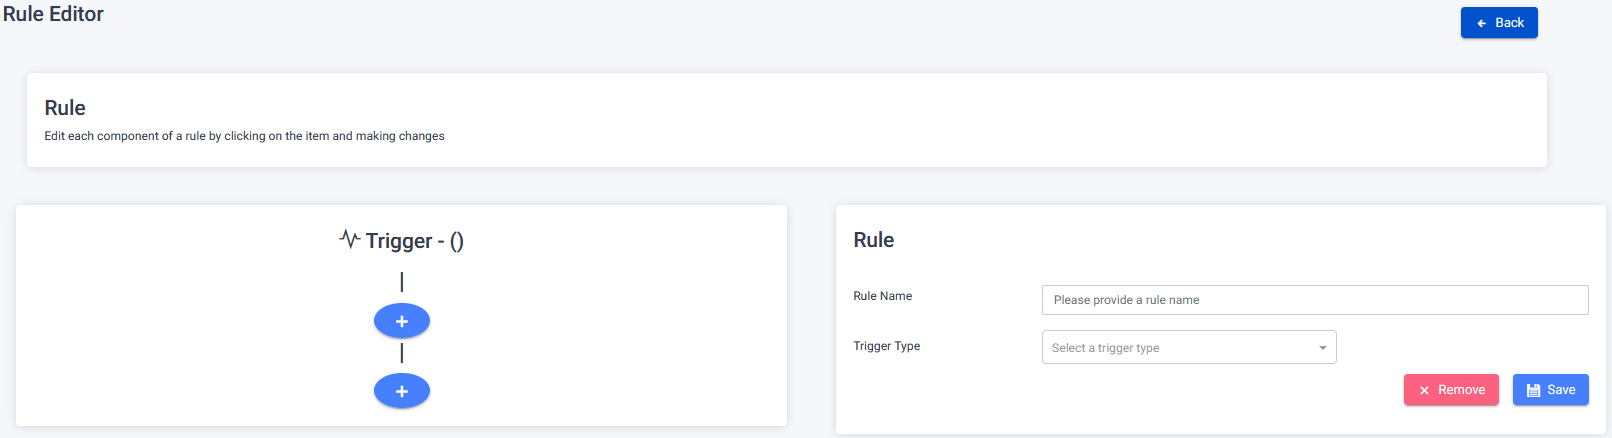 Rule Editor
Back
Rule
Edit each component of a rule by clicking on the item and making changes
Trigger - ()
|
+
|
+
Rule
Rule Name
Please provide a rule name
Trigger Type
Select a trigger type
Remove
Save